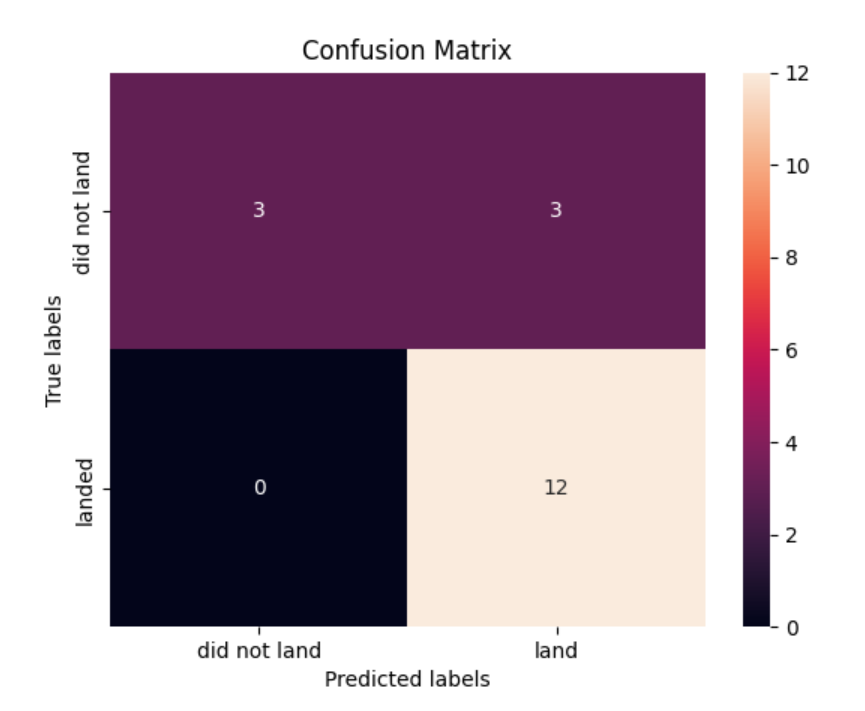 Confusion Matrix
True labels
did not land
landed
3
3
0
12
did not land
land
Predicted labels
12
10
8
6
4
2
0